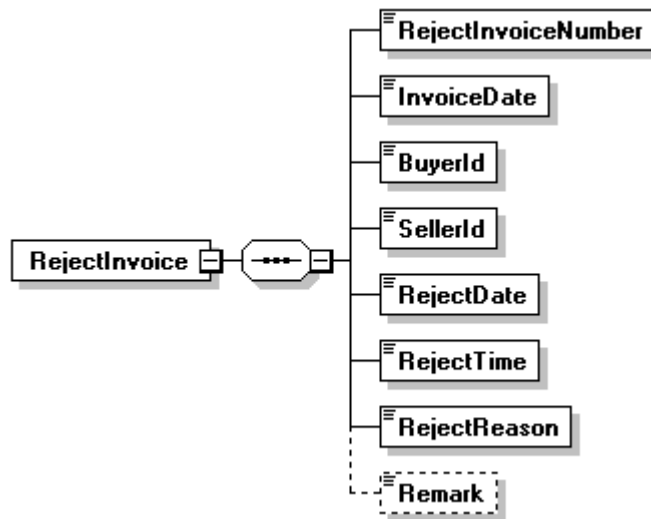 RejectInvoiceNumber
InvoiceDate
BuyerId
SellerId
RejectInvoice
RejectDate
RejectTime
RejectReason
Remark